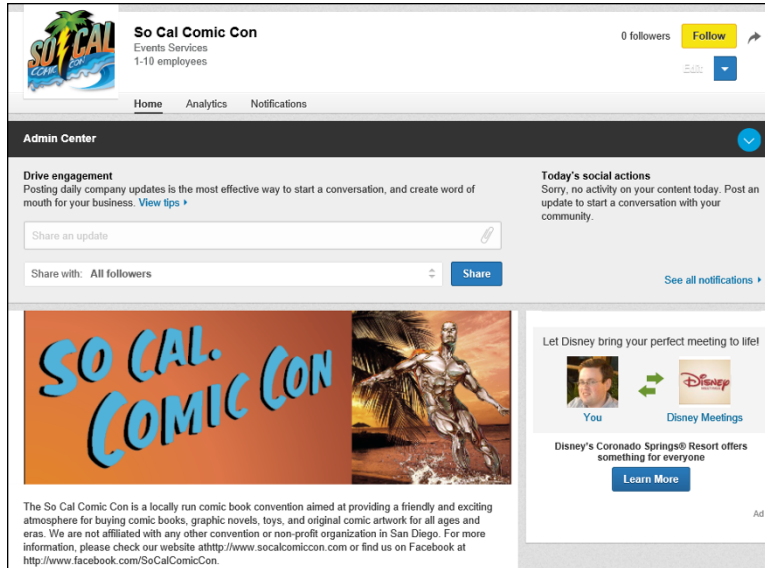 SO CAL
COMIC CON
So Cal Comic Con
Events Services
1-10 employees
0 followers
Follow
Edit
Home Analytics Notifications
Admin Center
Drive engagement
Posting daily company updates is the most effective way to start a conversation, and create word of
mouth for your business. View tips
Share an update
Share with: All followers
Share
Today's social actions
Sorry, no activity on your content today. Post an
update to start a conversation with your
community.
See all notifications
SO CAL.
COMIC CON
The So Cal Comic Con is a locally run comic book convention aimed at providing a friendly and exciting
atmosphere for buying comic books, graphic novels, toys, and original comic artwork for all ages and
eras. We are not affiliated with any other convention or non-profit organization in San Diego. For more
information, please check our website athttp://www.socalcomiccon.com or find us on Facebook at
http://www.facebook.com/SoCalComicCon.
Let Disney bring your perfect meeting to life!
DISNEY
MEETINGS
You
Disney Meetings
Disney's Coronado Springs® Resort offers
something for everyone
Learn More
Ad